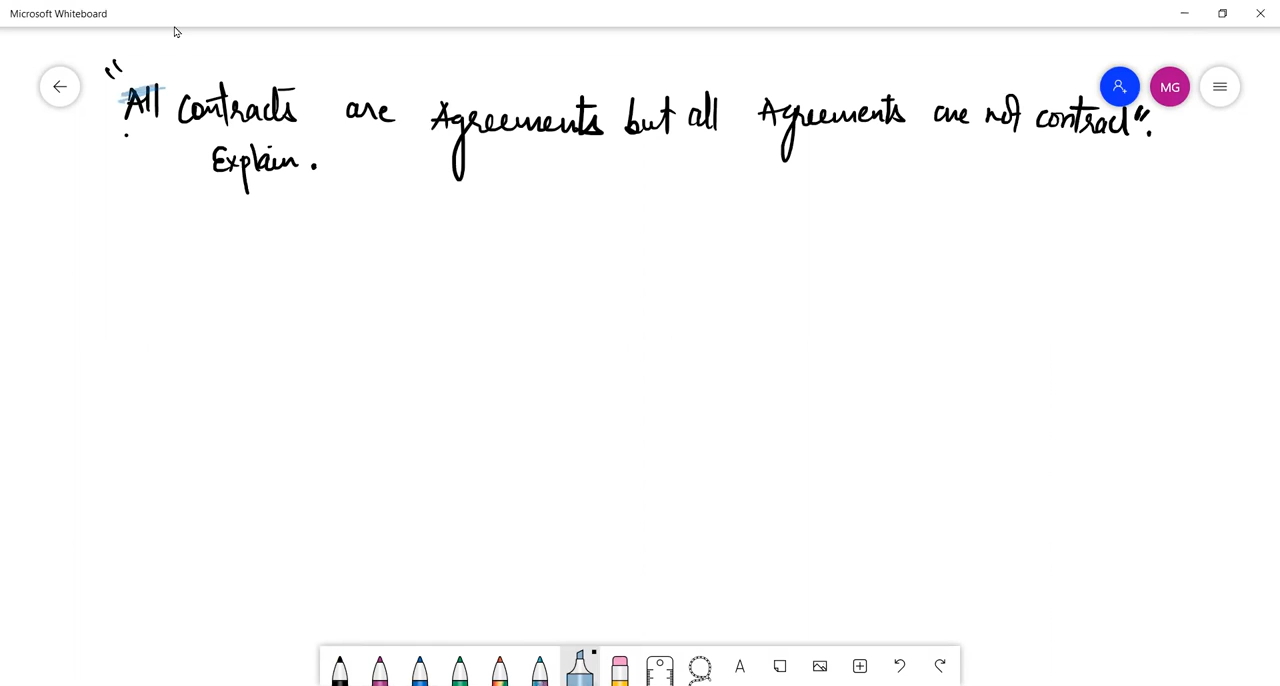 Microsoft Whiteboard
"All Contracts are Agreements but all Agreements are not contract".
Explain.
MG
A